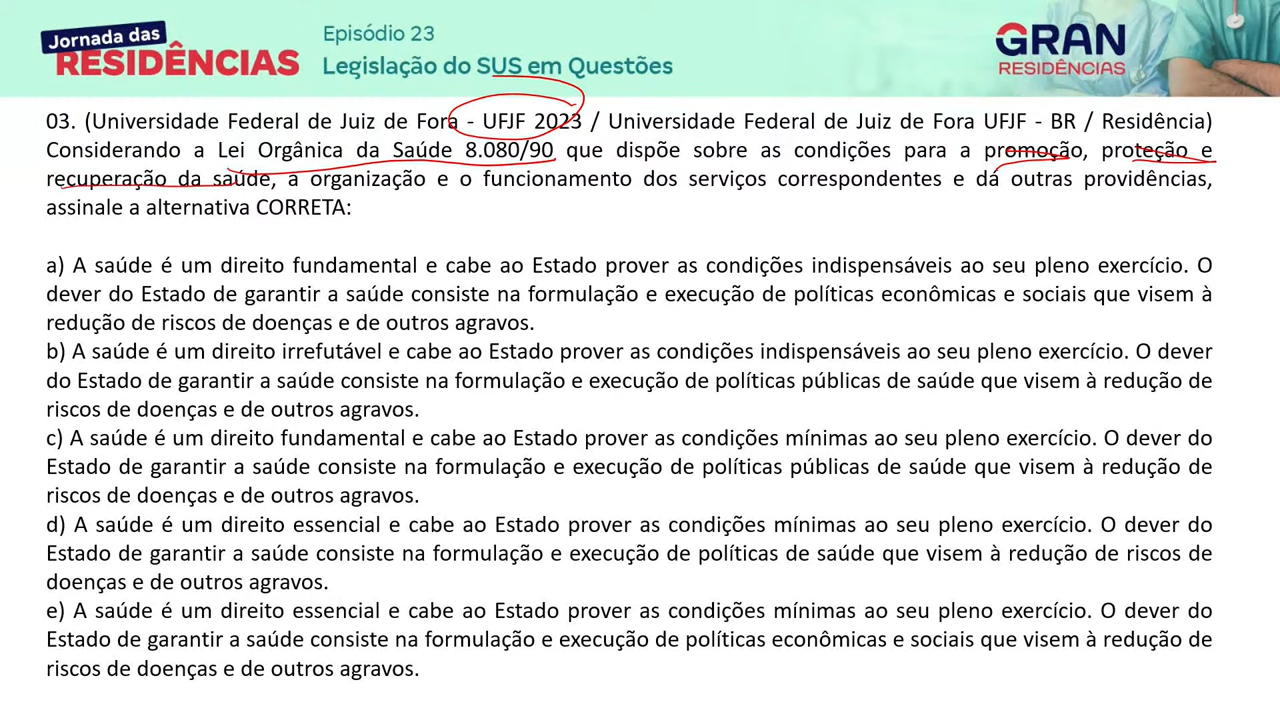 Jornada das
RESIDÊNCIAS
Episódio 23
Legislação do SUS em Questões
GRAN
RESIDÊNCIAS
03. (Universidade Federal de Juiz de Fora - UFJF 2023 / Universidade Federal de Juiz de Fora UFJF - BR / Residência)
Considerando a Lei Orgânica da Saúde 8.080/90 que dispõe sobre as condições para a promoção, proteção e
recuperação da saúde, a organização e o funcionamento dos serviços correspondentes e dá outras providências,
assinale a alternativa CORRETA:
a) A saúde é um direito fundamental e cabe ao Estado prover as condições indispensáveis ao seu pleno exercício. O
dever do Estado de garantir a saúde consiste na formulação e execução de políticas econômicas e sociais que visem à
redução de riscos de doenças e de outros agravos.
b) A saúde é um direito irrefutável e cabe ao Estado prover as condições indispensáveis ao seu pleno exercício. O dever
do Estado de garantir a saúde consiste na formulação e execução de políticas públicas de saúde que visem à redução de
riscos de doenças e de outros agravos.
c) A saúde é um direito fundamental e cabe ao Estado prover as condições mínimas ao seu pleno exercício. O dever do
Estado de garantir a saúde consiste na formulação e execução de políticas públicas de saúde que visem à redução de
riscos de doenças e de outros agravos.
d) A saúde é um direito essencial e cabe ao Estado prover as condições mínimas ao seu pleno exercício. O dever do
Estado de garantir a saúde consiste na formulação e execução de políticas de saúde que visem à redução de riscos de
doenças e de outros agravos.
e) A saúde é um direito essencial e cabe ao Estado prover as condições mínimas ao seu pleno exercício. O dever do
Estado de garantir a saúde consiste na formulação e execução de políticas econômicas e sociais que visem à redução de
riscos de doenças e de outros agravos.